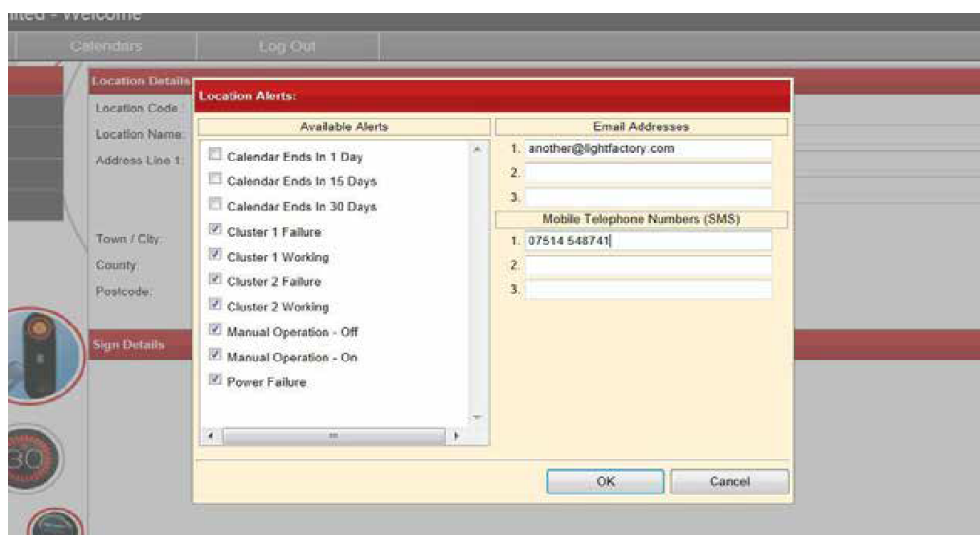 Welcome
Calendars
Log Out
Location Details
Location Code :
Location Name:
Address Line 1:
Town / City:
County:
Postcode:
Sign Details
30
Location Alerts:
Available Alerts
Calendar Ends In 1 Day
Calendar Ends In 15 Days
Calendar Ends In 30 Days
Cluster 1 Failure
Cluster 1 Working
Cluster 2 Failure
Cluster 2 Working
Manual Operation - Off
Manual Operation - On
Power Failure
Email Addresses
1. another@lightfactory.com
2.
3.
Mobile Telephone Numbers (SMS)
1. 07514 548741
2.
3.
OK
Cancel